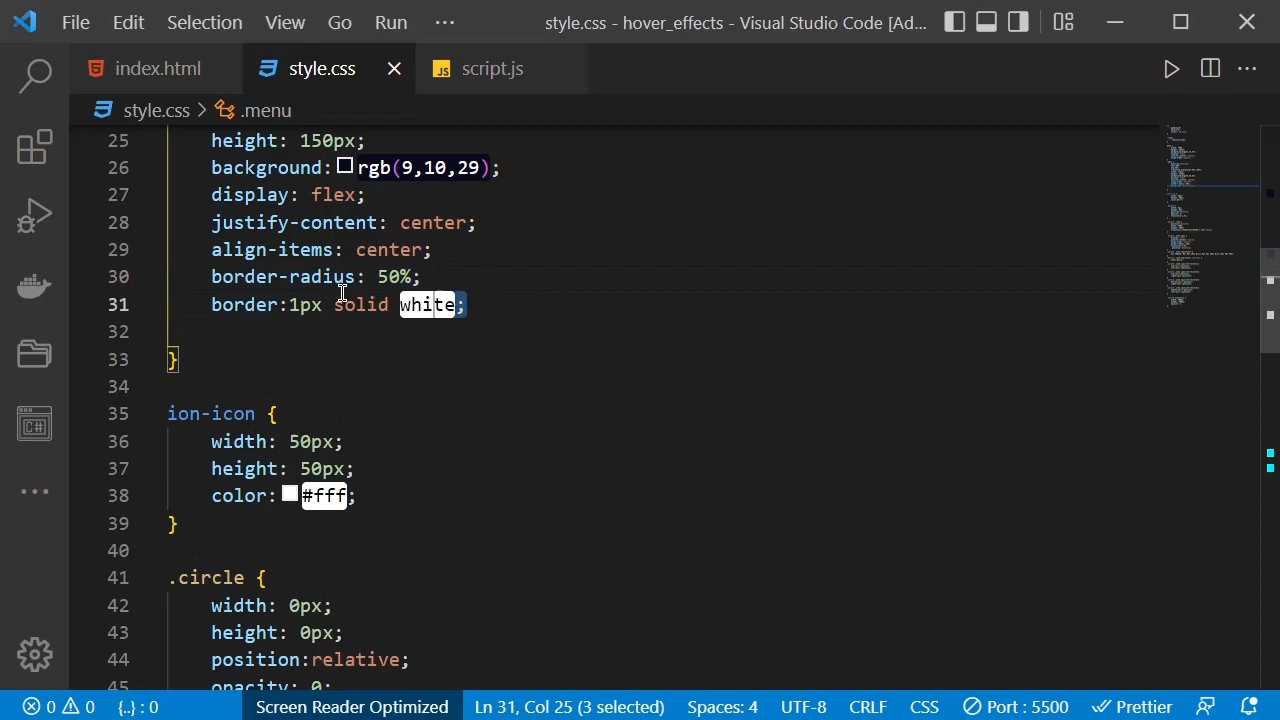 File Edit Selection View Go Run ··· style.css - hover_effects - Visual Studio Code [Ad...
index.html style.css script.js
style.css > .menu
25 height: 150px;
26 background: rgb(9,10,29);
27 display: flex;
28 justify-content: center;
29 align-items: center;
30 border-radius: 50%;
31 border:1px solid white;
32
33 }
34
35 ion-icon {
36 width: 50px;
37 height: 50px;
38 color: #fff;
39 }
40
41 .circle {
42 width: 0px;
43 height: 0px;
44 position:relative;
45 opacity: 0;
0 0 {..} : 0 Screen Reader Optimized Ln 31, Col 25 (3 selected) Spaces: 4 UTF-8 CRLF CSS Port : 5500 Prettier